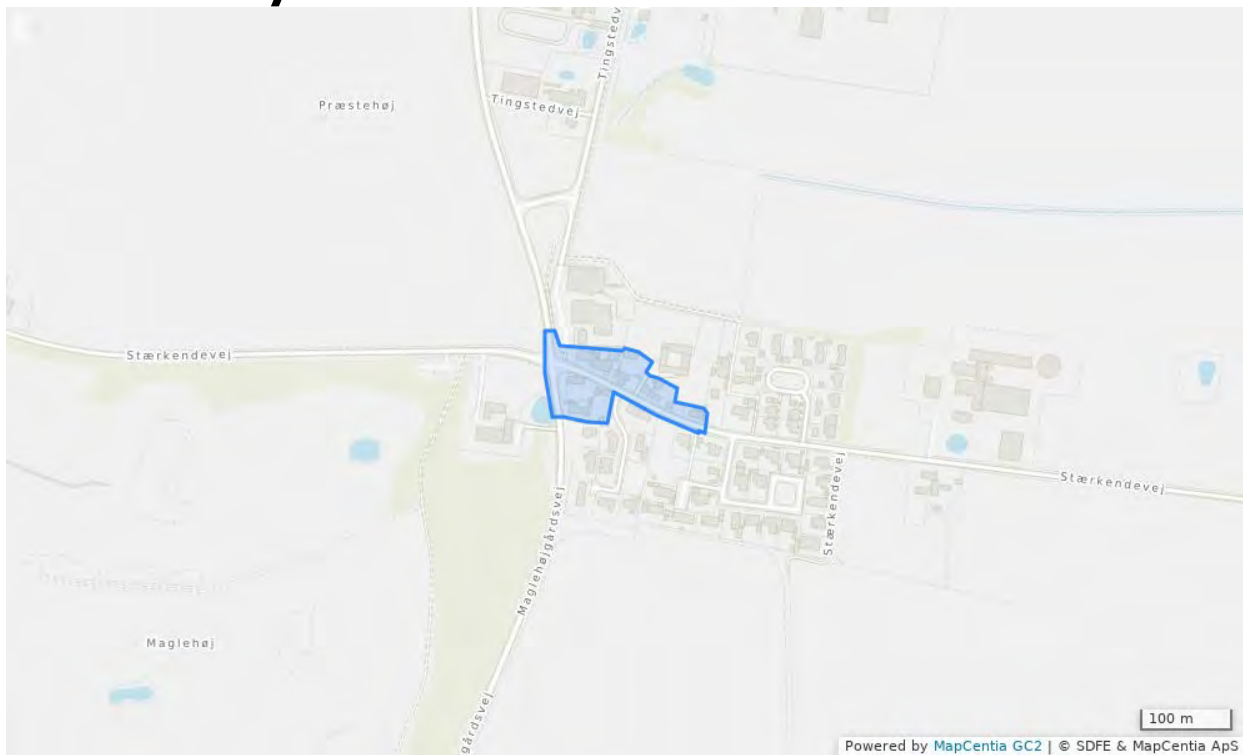 Tingstedvej
Præstehøj
Tingstedvej
Stærkendevej
Stærkendevej
Stærkendevej
Maglehøjgårdsvej
Maglehøj
gårdsvej
100 m
Powered by MapCentia GC2 | © SDFE & MapCentia ApS